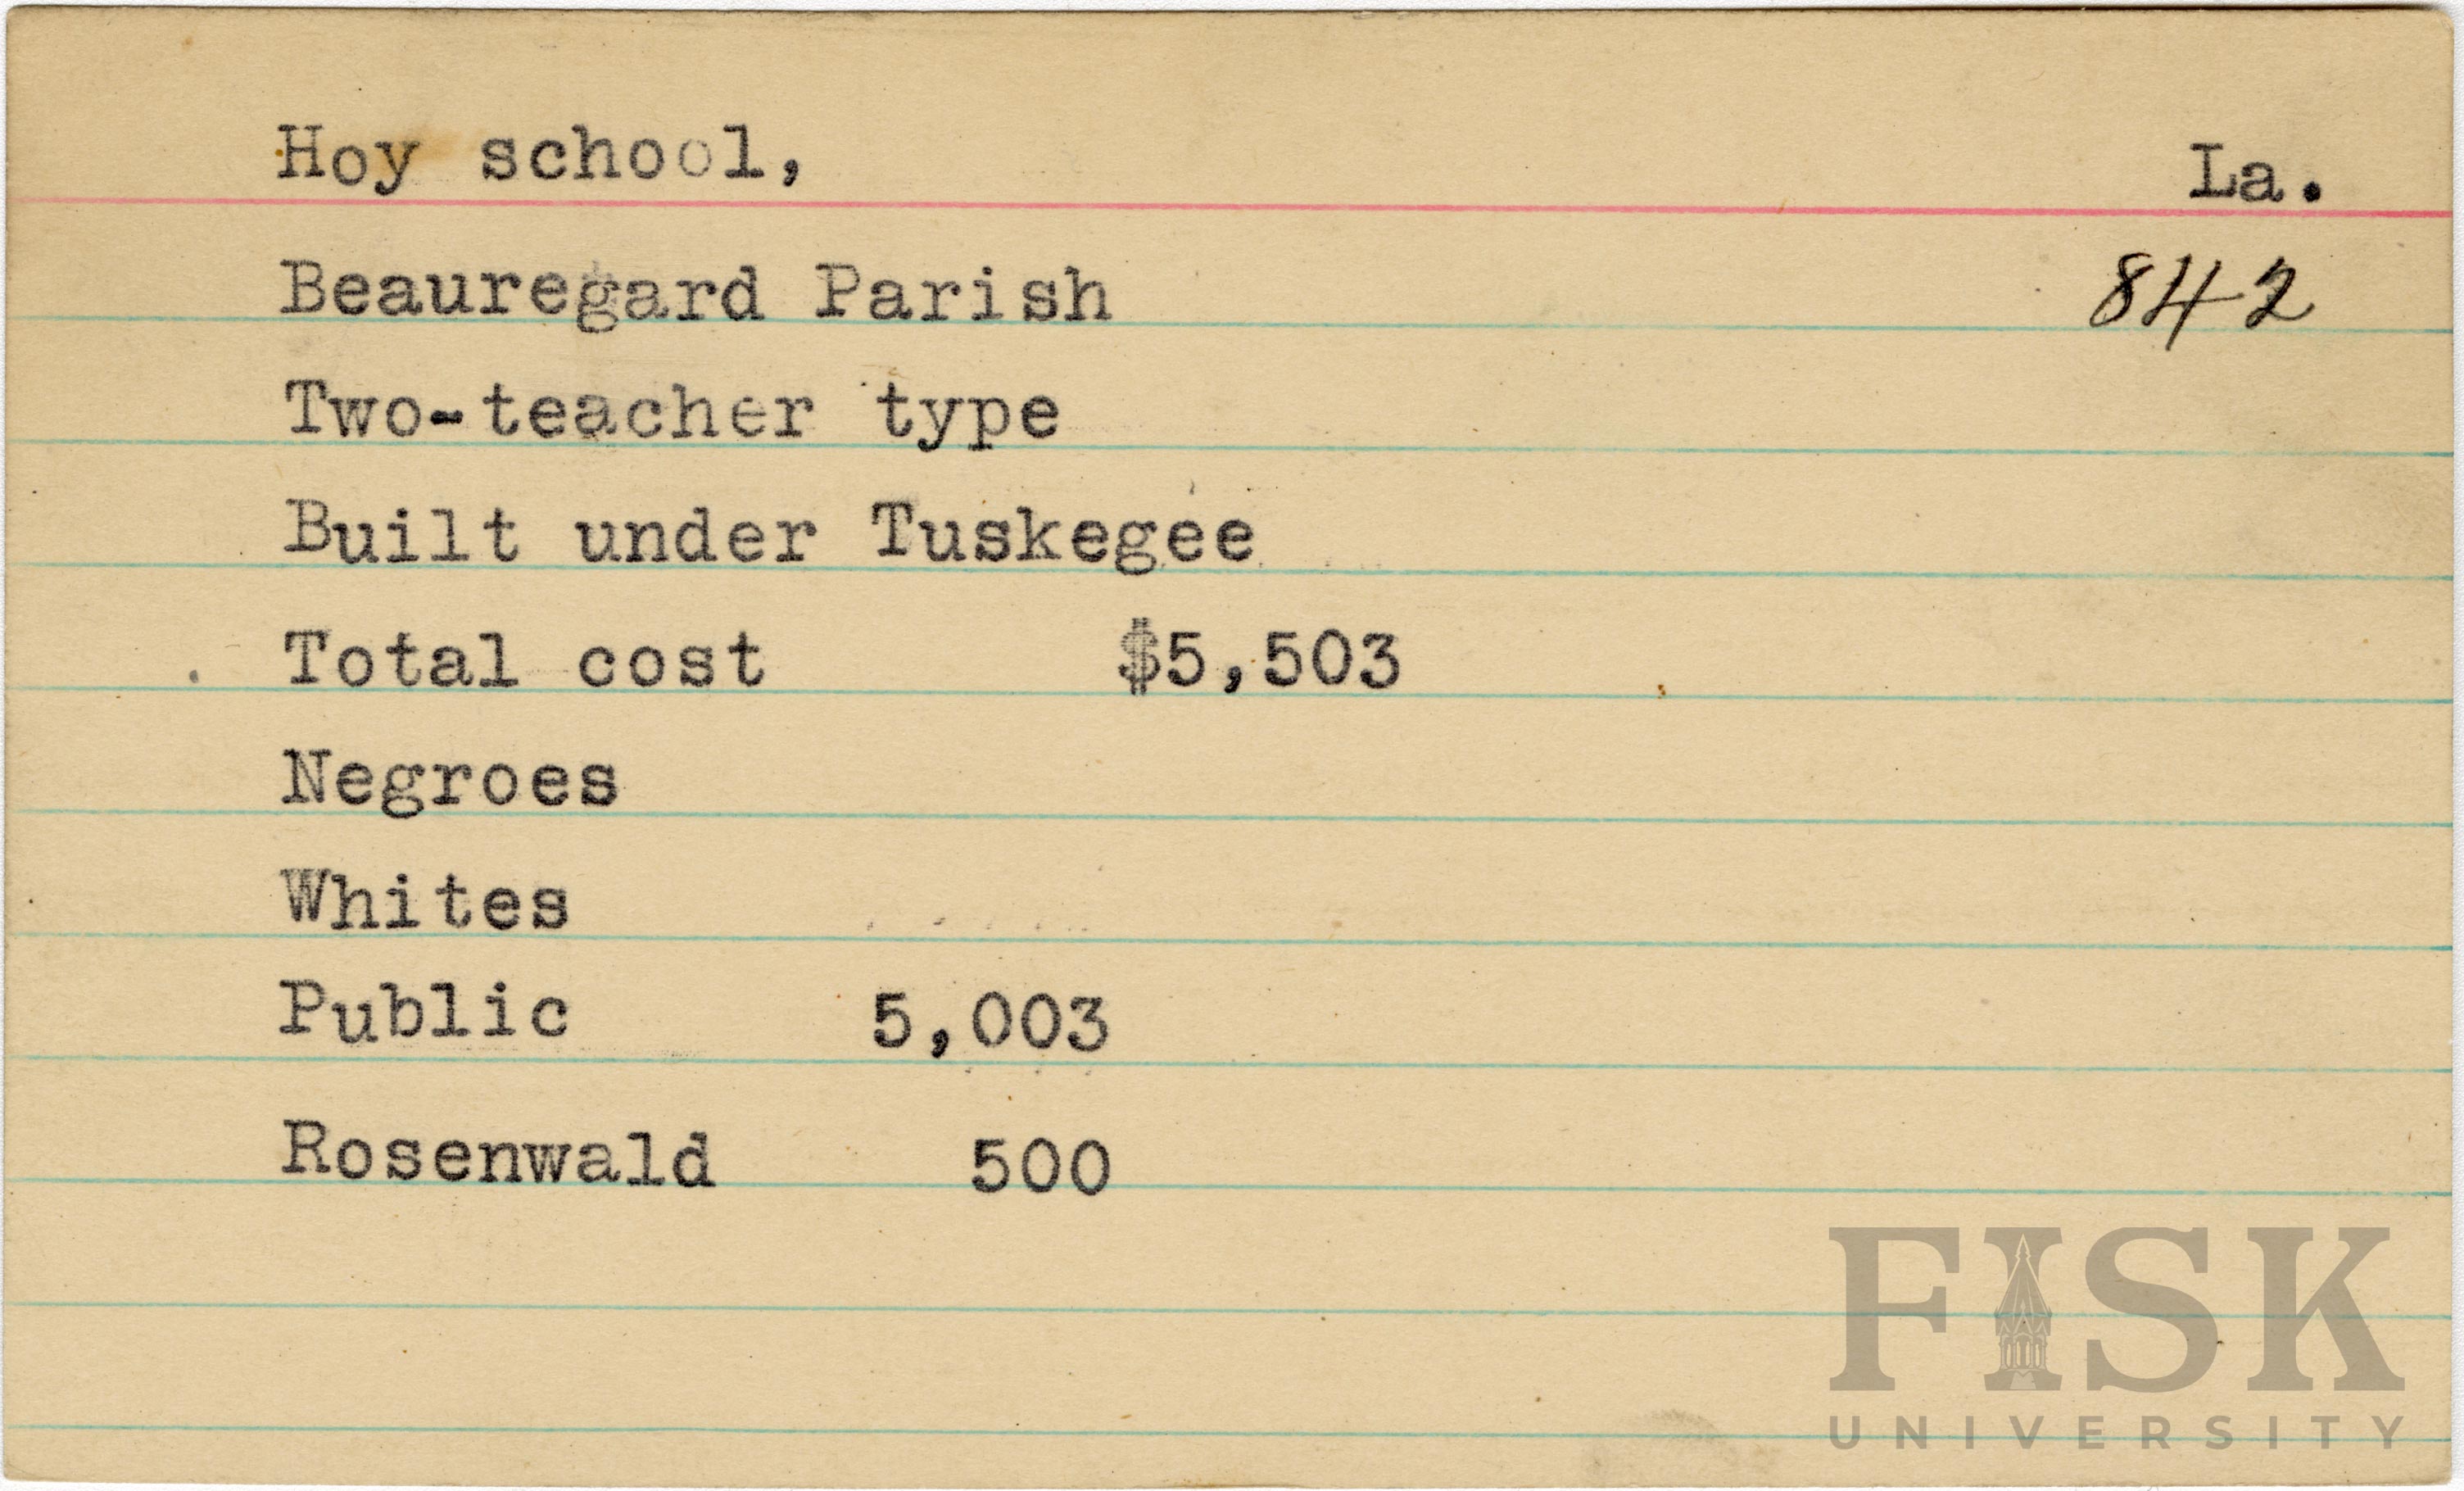 Hoy school,
La.
Beauregard Parish
842
Two-teacher type
Built under Tuskegee
Total cost $5,503
Negroes
Whites
Public 5,003
Rosenwald 500
FISK
UNIVERSITY